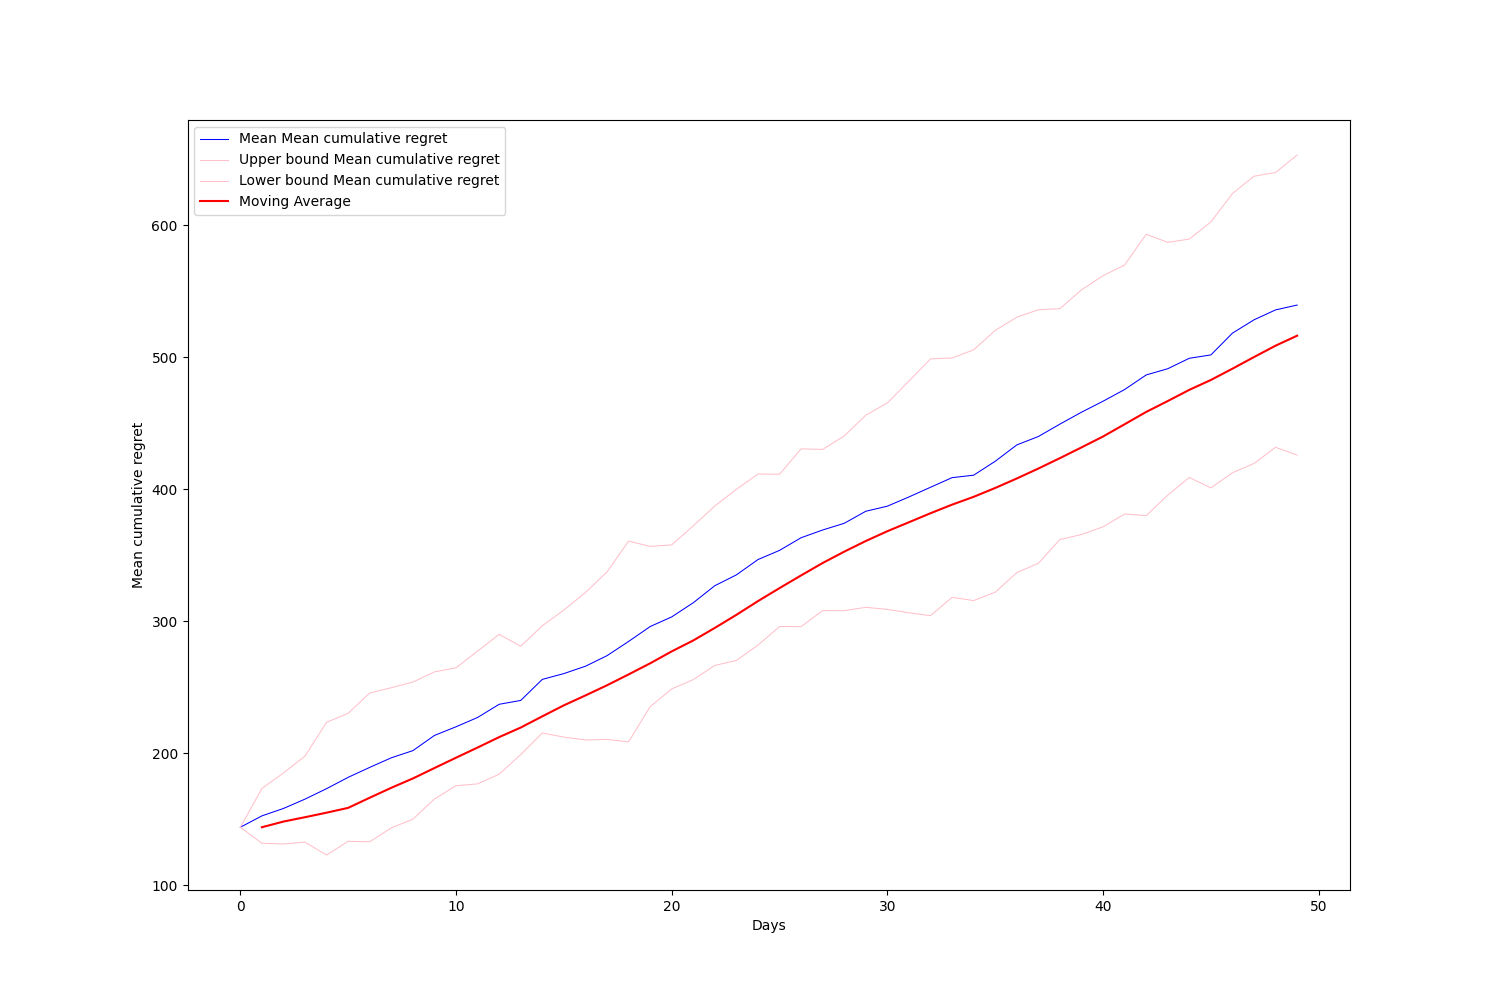 Mean Mean cumulative regret
Upper bound Mean cumulative regret
Lower bound Mean cumulative regret
Moving Average
600
500
400
300
200
100
Mean cumulative regret
0 10 20 30 40 50
Days